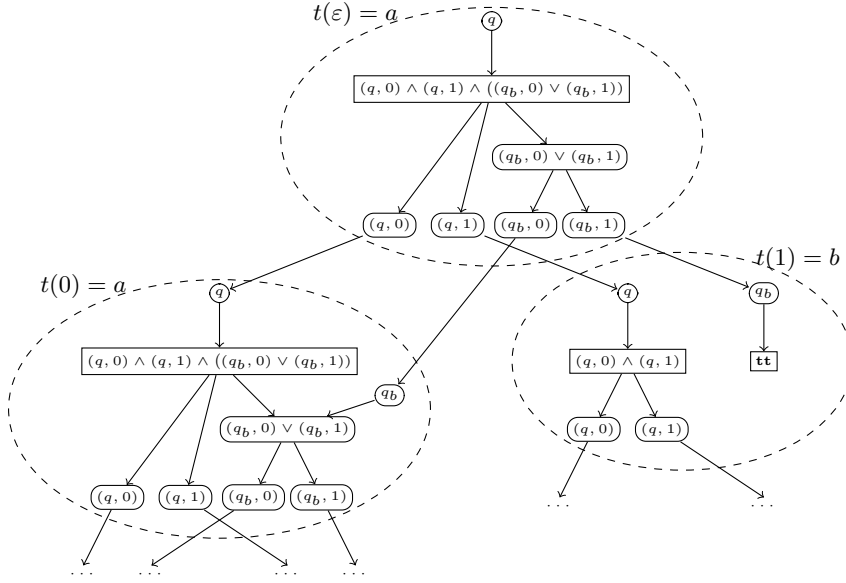 t(ε) = a
q
(q, 0) ∧ (q, 1) ∧ ((q_b, 0) ∨ (q_b, 1))
(q_b, 0) ∨ (q_b, 1)
(q, 0) (q, 1) (q_b, 0) (q_b, 1)
t(0) = a
t(1) = b
q
q
q_b
(q, 0) ∧ (q, 1) ∧ ((q_b, 0) ∨ (q_b, 1))
(q, 0) ∧ (q, 1)
tt
q_b
(q_b, 0) ∨ (q_b, 1)
(q, 0) (q, 1)
(q, 0) (q, 1) (q_b, 0) (q_b, 1)
... ...
... ... ... ...